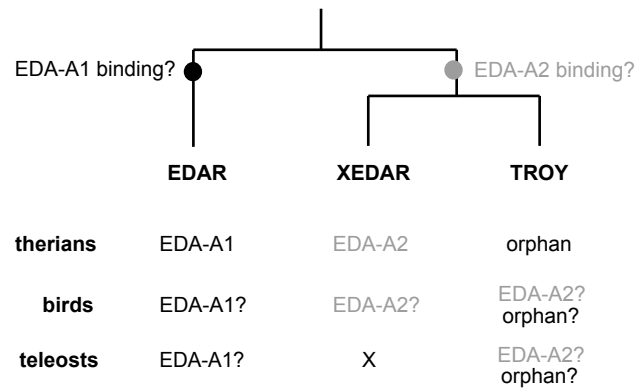 EDA-A1 binding? EDA-A2 binding?
EDAR XEDAR TROY
therians EDA-A1 EDA-A2 orphan
birds EDA-A1? EDA-A2? EDA-A2?
orphan?
teleosts EDA-A1? X EDA-A2?
orphan?